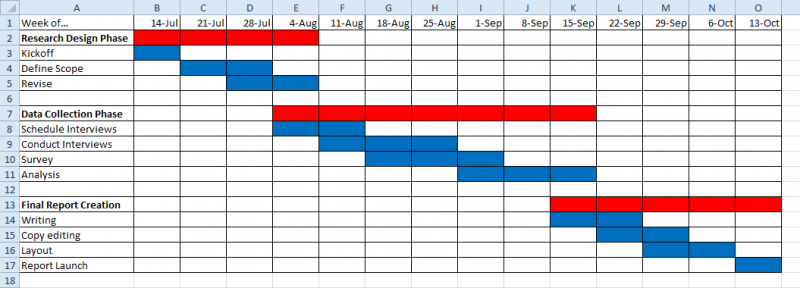 A B C D E F G H I J K L M N O
1 Week of... 14-Jul 21-Jul 28-Jul 4-Aug 11-Aug 18-Aug 25-Aug 1-Sep 8-Sep 15-Sep 22-Sep 29-Sep 6-Oct 13-Oct
2 Research Design Phase
3 Kickoff
4 Define Scope
5 Revise
6
7 Data Collection Phase
8 Schedule Interviews
9 Conduct Interviews
10 Survey
11 Analysis
12
13 Final Report Creation
14 Writing
15 Copy editing
16 Layout
17 Report Launch
18